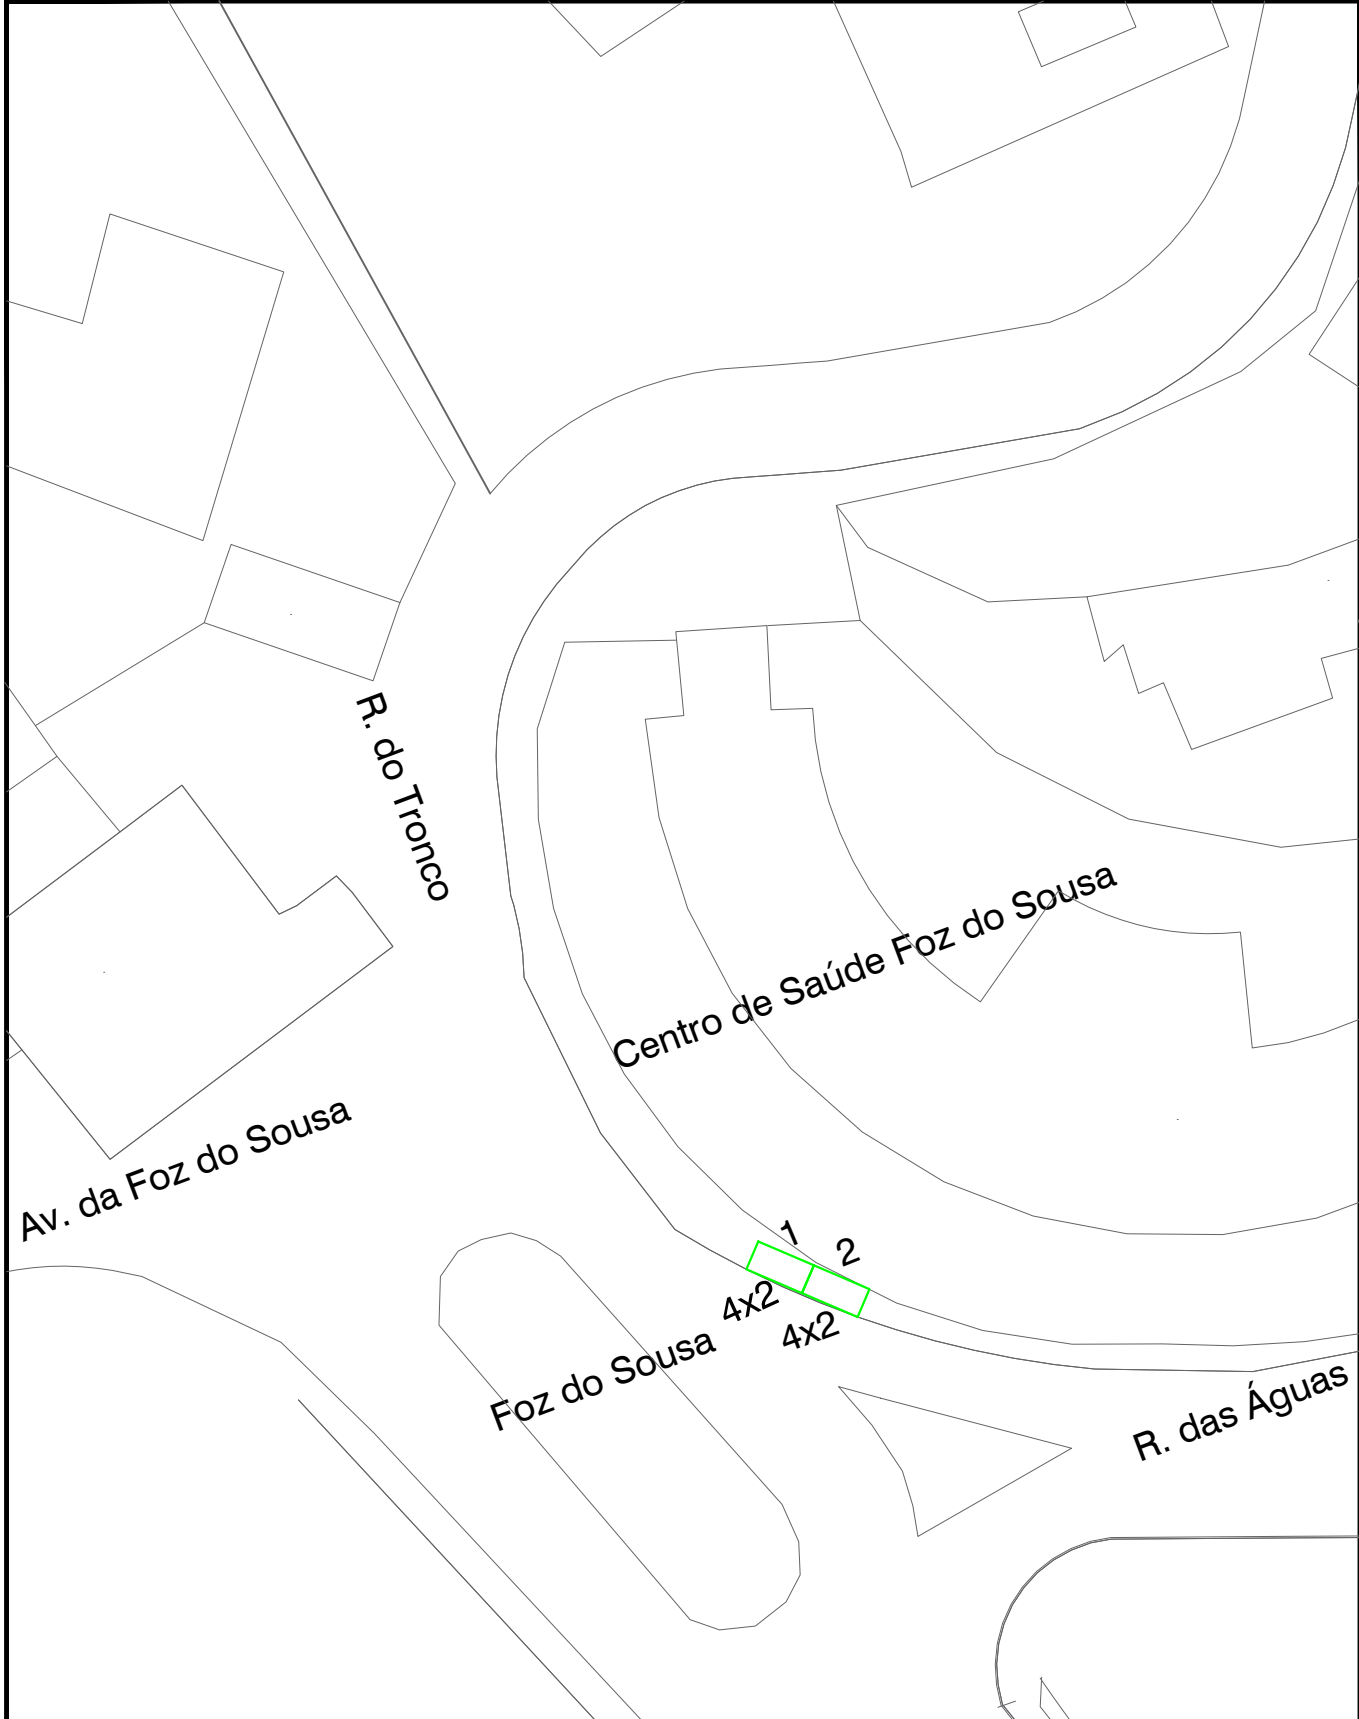 R. do Tronco
Centro de Saúde Foz do Sousa
Av. da Foz do Sousa
1
2
4x2
4x2
Foz do Sousa
R. das Águas